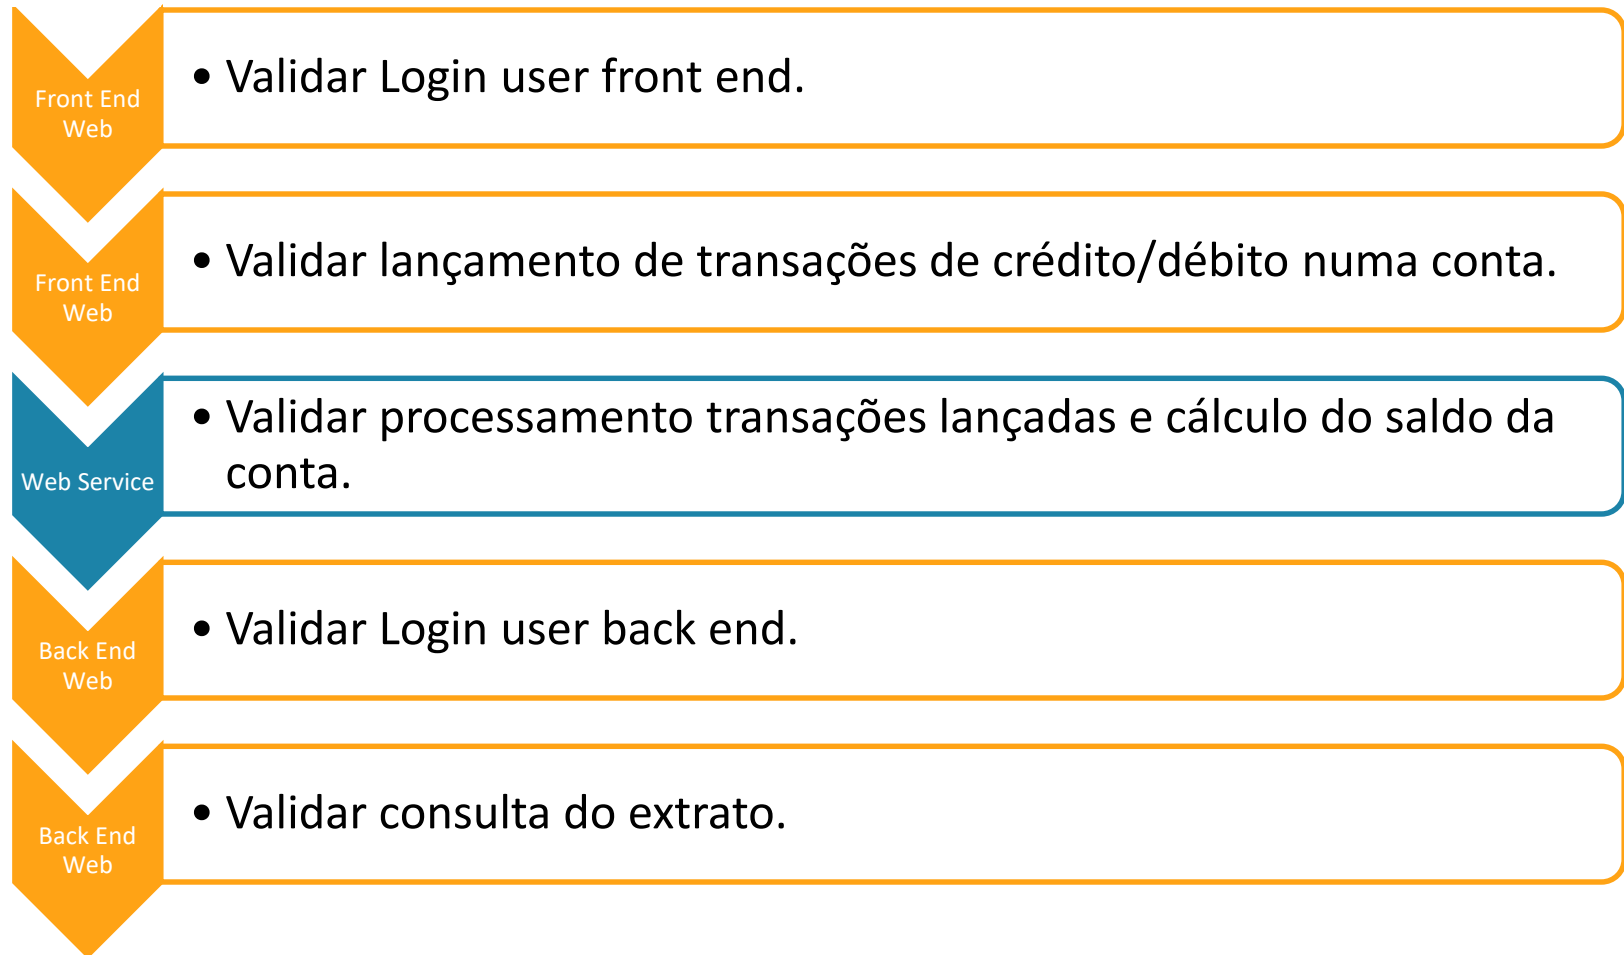 Front End
Web
• Validar Login user front end.
Front End
Web
• Validar lançamento de transações de crédito/débito numa conta.
Web Service
• Validar processamento transações lançadas e cálculo do saldo da
conta.
Back End
Web
• Validar Login user back end.
Back End
Web
• Validar consulta do extrato.